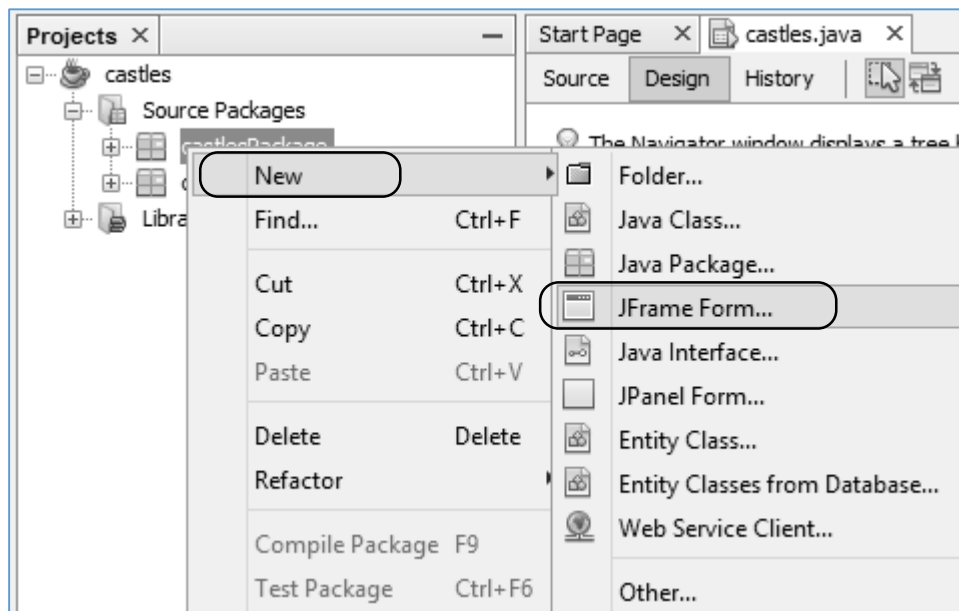 Projects
Start Page
castles.java
castles
Source
Design
History
Source Packages
castlesPackage
The Navigator window displays a tree
New
Find... Ctrl+F
Cut Ctrl+X
Copy Ctrl+C
Paste Ctrl+V
Delete Delete
Refactor
Compile Package F9
Test Package Ctrl+F6
Libra
Folder...
Java Class...
Java Package...
JFrame Form...
Java Interface...
JPanel Form...
Entity Class...
Entity Classes from Database...
Web Service Client...
Other...